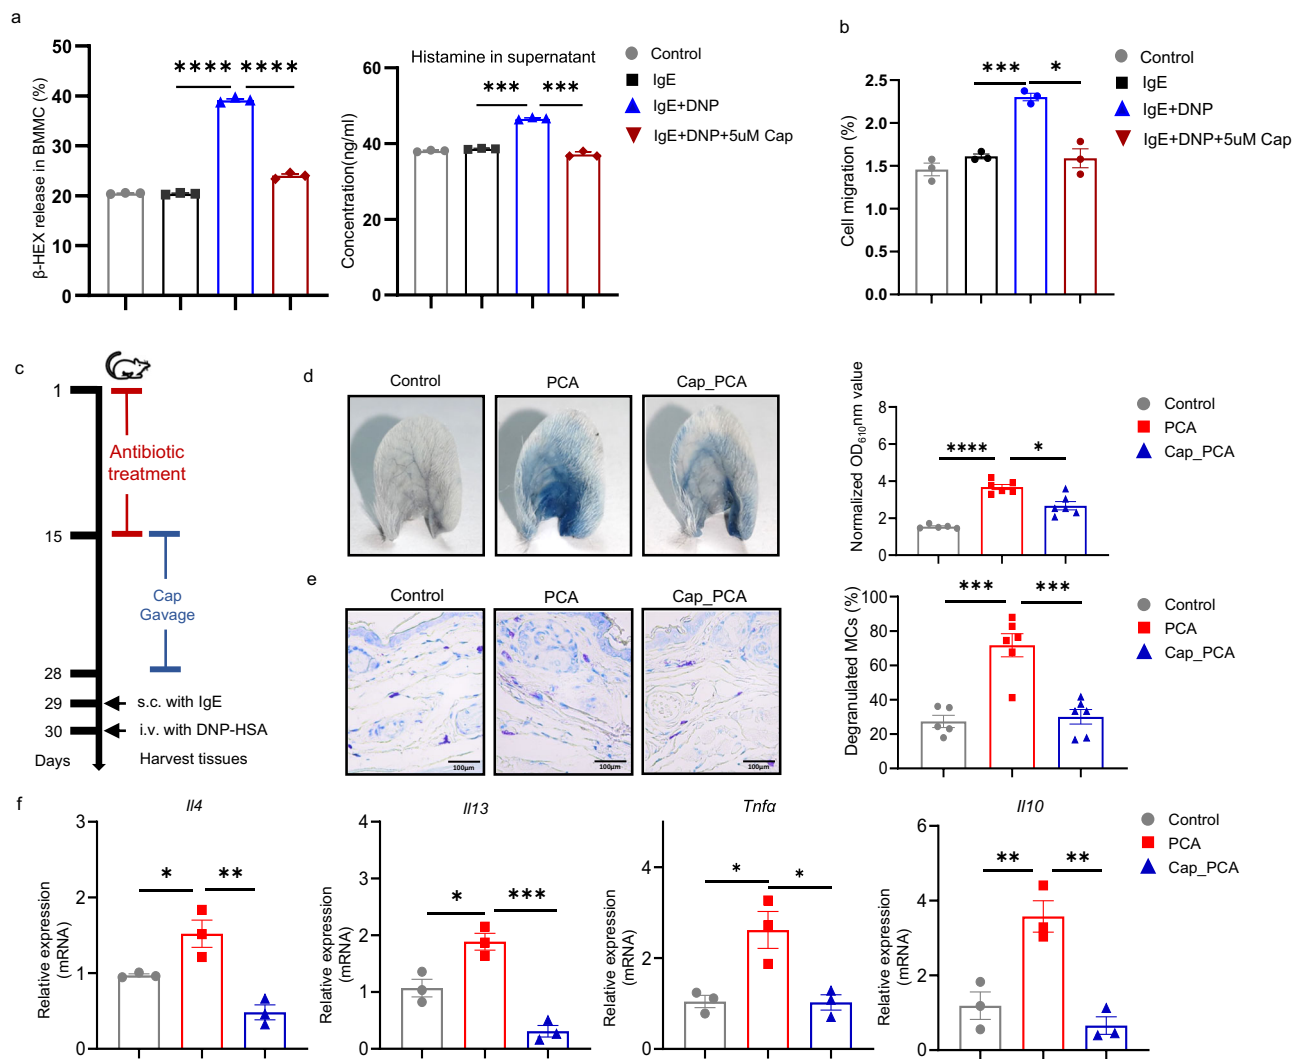 a
β-HEX release in BMMC (%)
50
40
30
20
10
0
**** ****
Histamine in supernatant
Concentration(ng/ml)
60
40
20
0
*** ***
Control
IgE
IgE+DNP
IgE+DNP+5uM Cap
b
Cell migration (%)
2.5
2.0
1.5
1.0
0.5
0.0
*** *
Control
IgE
IgE+DNP
IgE+DNP+5uM Cap
c
1
15
28
29
30
Days
Antibiotic
treatment
Cap
Gavage
s.c. with IgE
i.v. with DNP-HSA
Harvest tissues
d
Control PCA Cap_PCA
Normalized OD610nm value
8
6
4
2
0
**** *
Control
PCA
Cap_PCA
e
Control PCA Cap_PCA
100μm 100μm 100μm
Degranulated MCs (%)
100
80
60
40
20
0
*** ***
Control
PCA
Cap_PCA
f
Il4
Relative expression
(mRNA)
3
2
1
0
* **
Il13
Relative expression
(mRNA)
4
3
2
1
0
* ***
Tnfα
Relative expression
(mRNA)
4
2
0
* *
Il10
Relative expression
(mRNA)
6
4
2
0
** **
Control
PCA
Cap_PCA